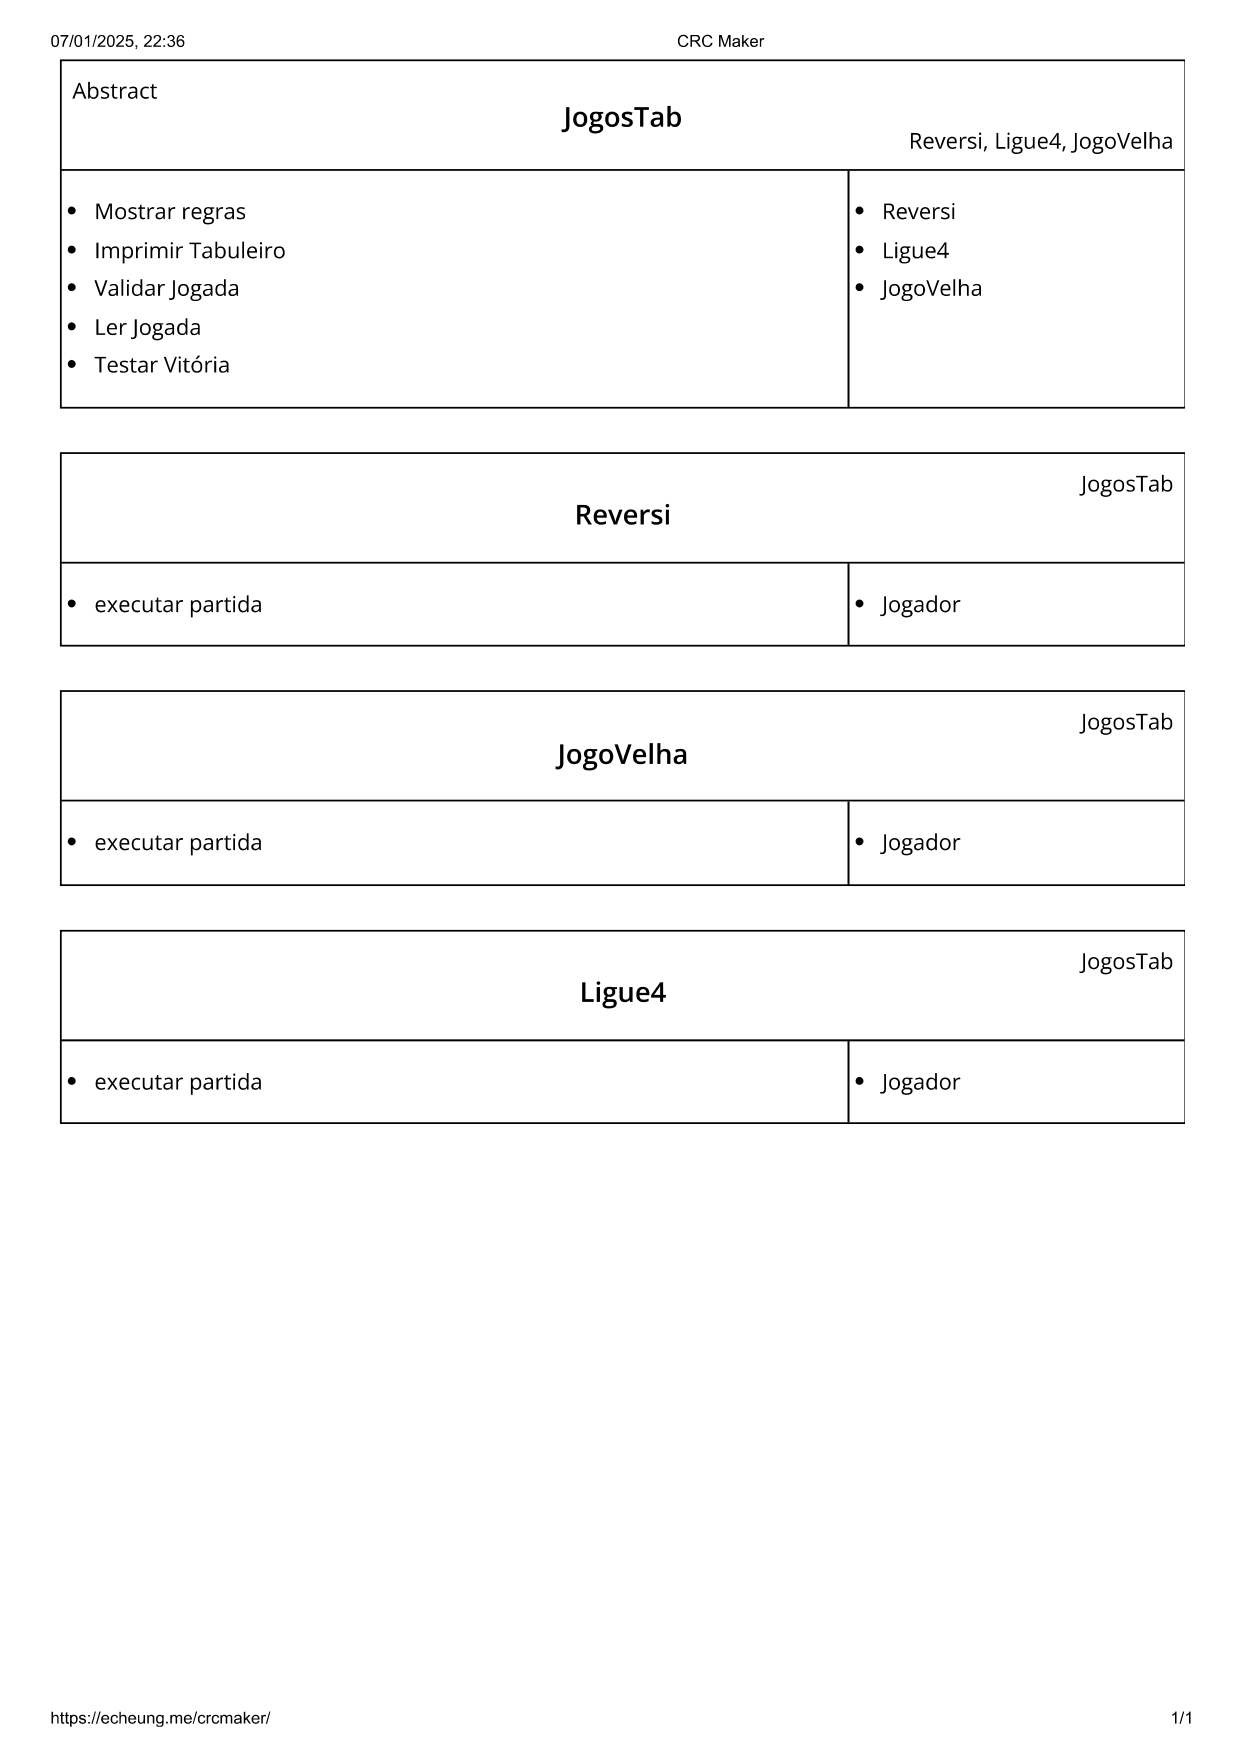 07/01/2025, 22:36 CRC Maker
Abstract
JogosTab
Reversi, Ligue4, JogoVelha
• Mostrar regras
• Imprimir Tabuleiro
• Validar Jogada
• Ler Jogada
• Testar Vitória
• Reversi
• Ligue4
• JogoVelha
JogosTab
Reversi
• executar partida
• Jogador
JogosTab
JogoVelha
• executar partida
• Jogador
JogosTab
Ligue4
• executar partida
• Jogador
https://echeung.me/crcmaker/ 1/1